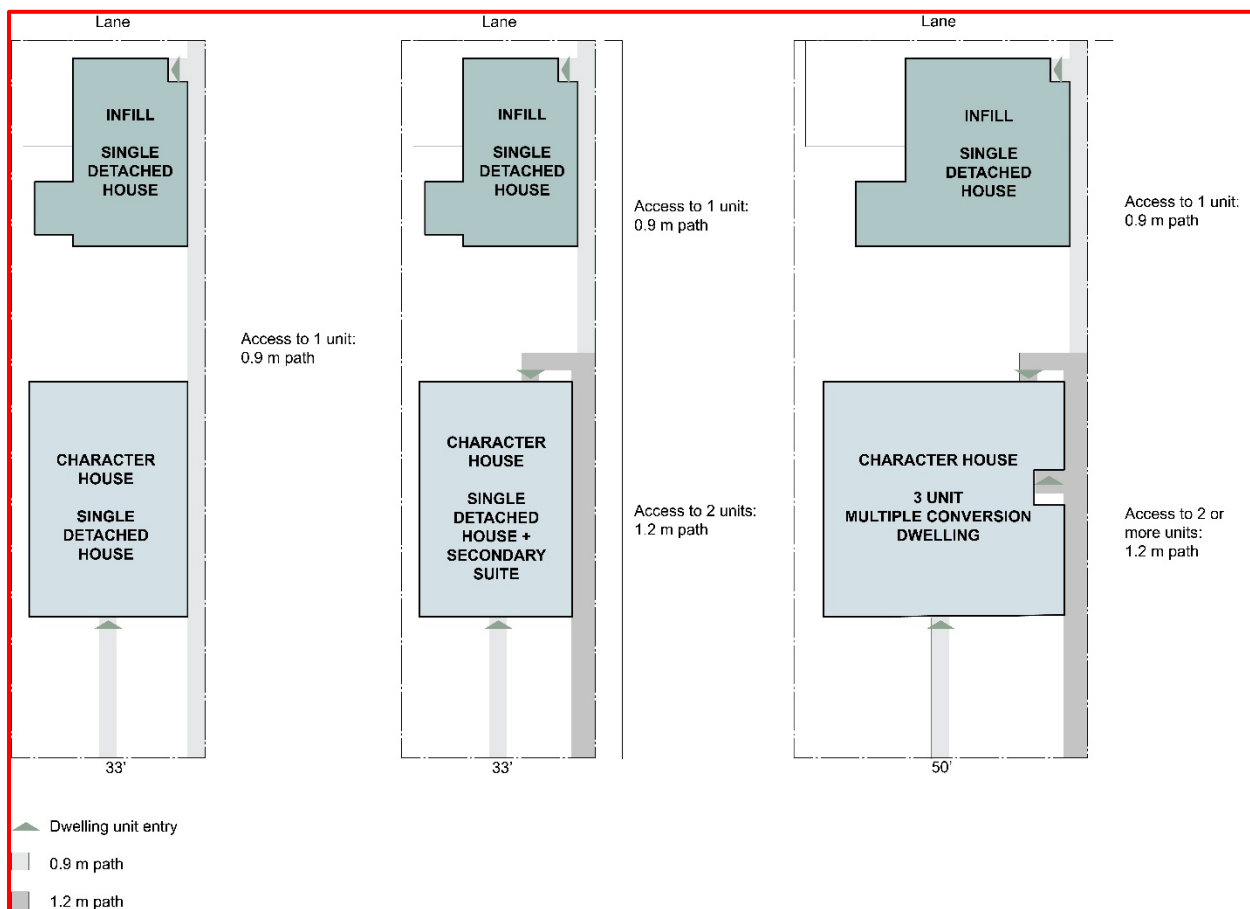 Lane
INFILL
SINGLE
DETACHED
HOUSE
Access to 1 unit:
0.9 m path
CHARACTER
HOUSE
SINGLE
DETACHED
HOUSE
33'
Lane
INFILL
SINGLE
DETACHED
HOUSE
Access to 1 unit:
0.9 m path
CHARACTER
HOUSE
SINGLE
DETACHED
HOUSE +
SECONDARY
SUITE
Access to 2 units:
1.2 m path
33'
Lane
INFILL
SINGLE
DETACHED
HOUSE
Access to 1 unit:
0.9 m path
CHARACTER HOUSE
3 UNIT
MULTIPLE CONVERSION
DWELLING
Access to 2 or
more units:
1.2 m path
50'
Dwelling unit entry
0.9 m path
1.2 m path